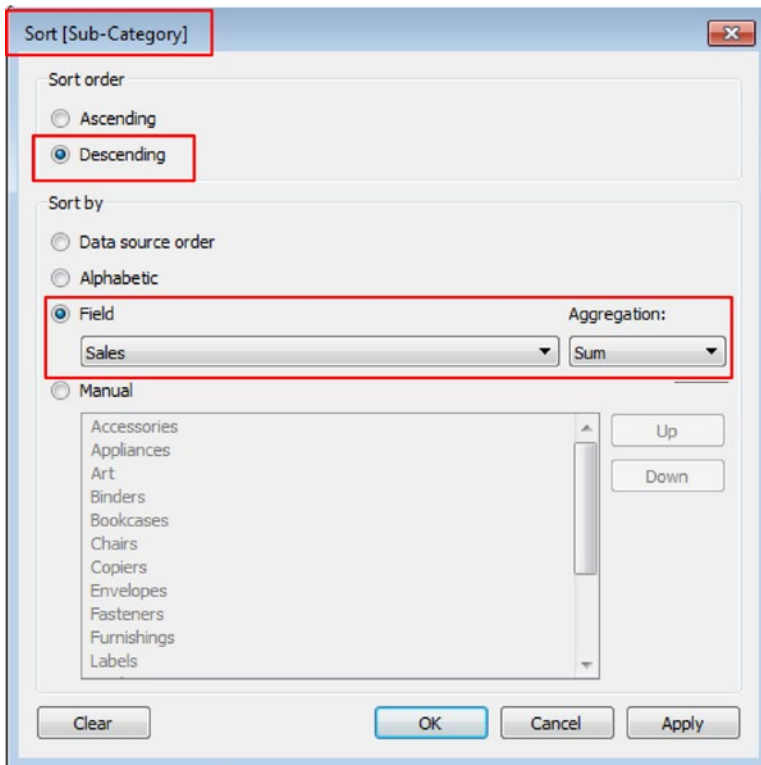 Sort [Sub-Category]
Sort order
Ascending
Descending
Sort by
Data source order
Alphabetic
Field Aggregation:
Sales Sum
Manual
Accessories
Appliances
Art
Binders
Bookcases
Chairs
Copiers
Envelopes
Fasteners
Furnishings
Labels
Up
Down
Clear OK Cancel Apply